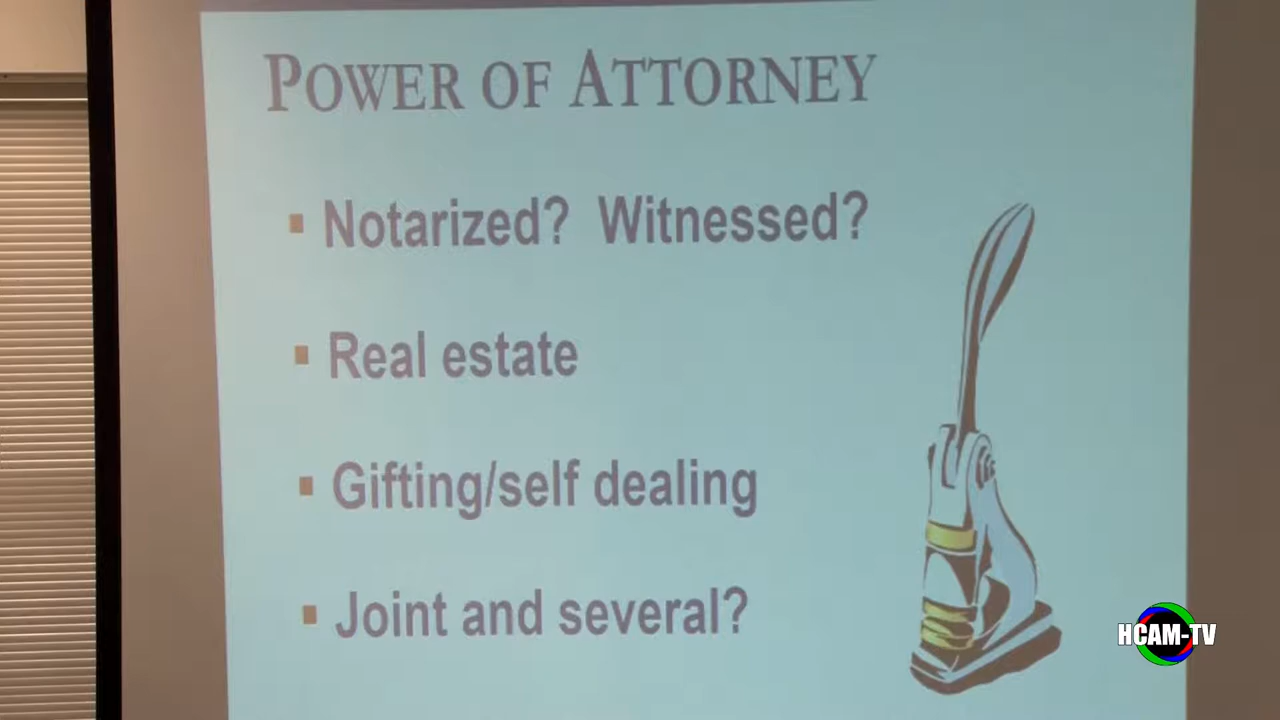 POWER OF ATTORNEY
▪ Notarized? Witnessed?
▪ Real estate
▪ Gifting/self dealing
▪ Joint and several?
HCAM-TV